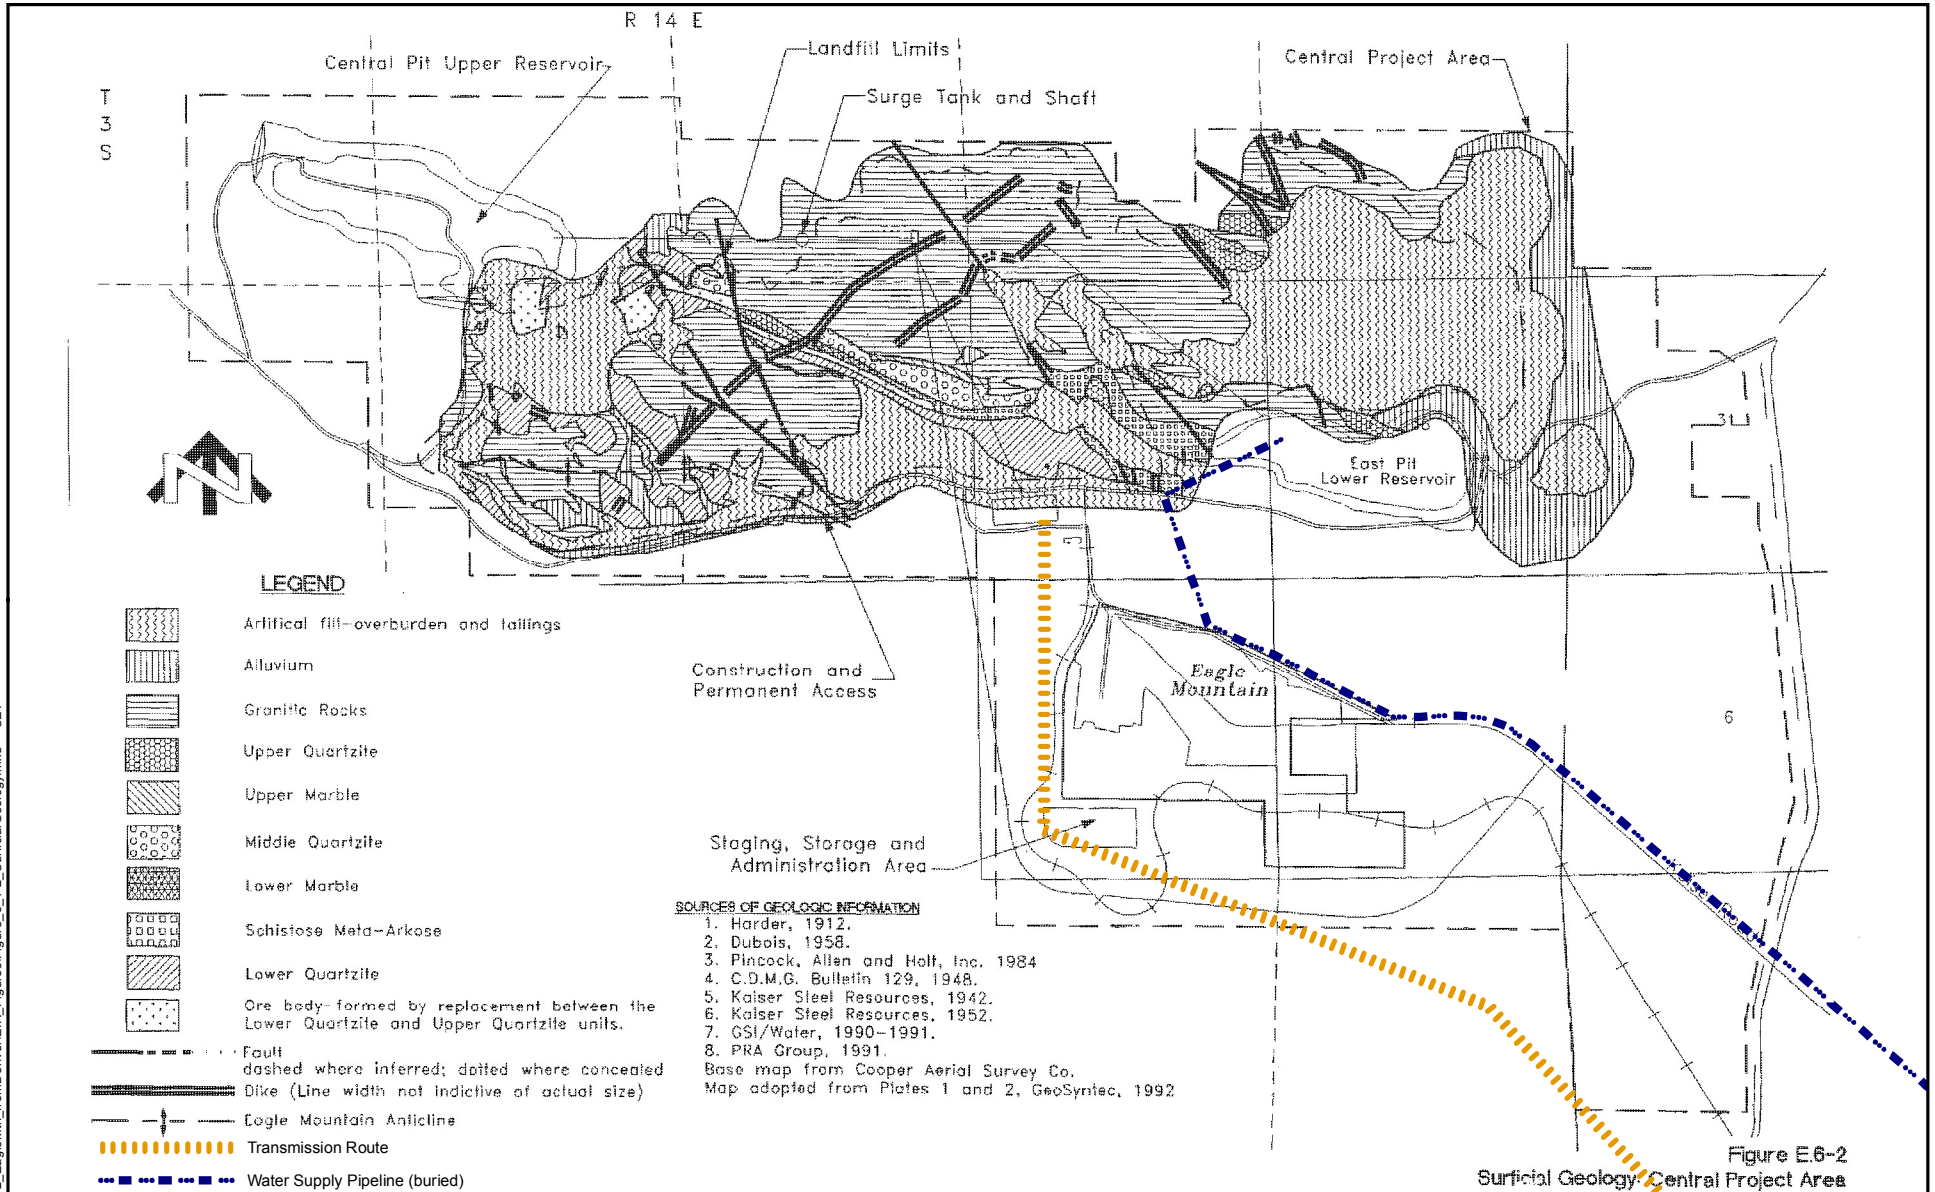 R 14 E
T
3
S
Central Pit Upper Reservoir
Landfill Limits
Surge Tank and Shaft
Central Project Area
East Pit
Lower Reservoir
3
N
LEGEND
Artifical fill-overburden and tailings
Alluvium
Granitic Rocks
Upper Quartzite
Upper Marble
Middle Quartzite
Lower Marble
Schistose Meta-Arkose
Lower Quartzite
Ore body formed by replacement between the
Lower Quartzite and Upper Quartzite units.
Fault
dashed where inferred; dotted where concealed
Dike (Line width not indictive of actual size)
Eagle Mountain Anticline
Transmission Route
Water Supply Pipeline (buried)
Construction and
Permanent Access
Eagle
Mountain
6
Staging, Storage and
Administration Area
SOURCES OF GEOLOGIC INFORMATION
1. Harder, 1912.
2. Dubois, 1958.
3. Pincock, Allen and Holt, Inc. 1984
4. C.D.M.G. Bulletin 129, 1948.
5. Kaiser Steel Resources, 1942.
6. Kaiser Steel Resources, 1952.
7. GSI/Water, 1990-1991.
8. PRA Group, 1991.
Base map from Cooper Aerial Survey Co.
Map adopted from Plates 1 and 2, GeoSyntec, 1992
Figure E.6-2
Surficial Geology: Central Project Area